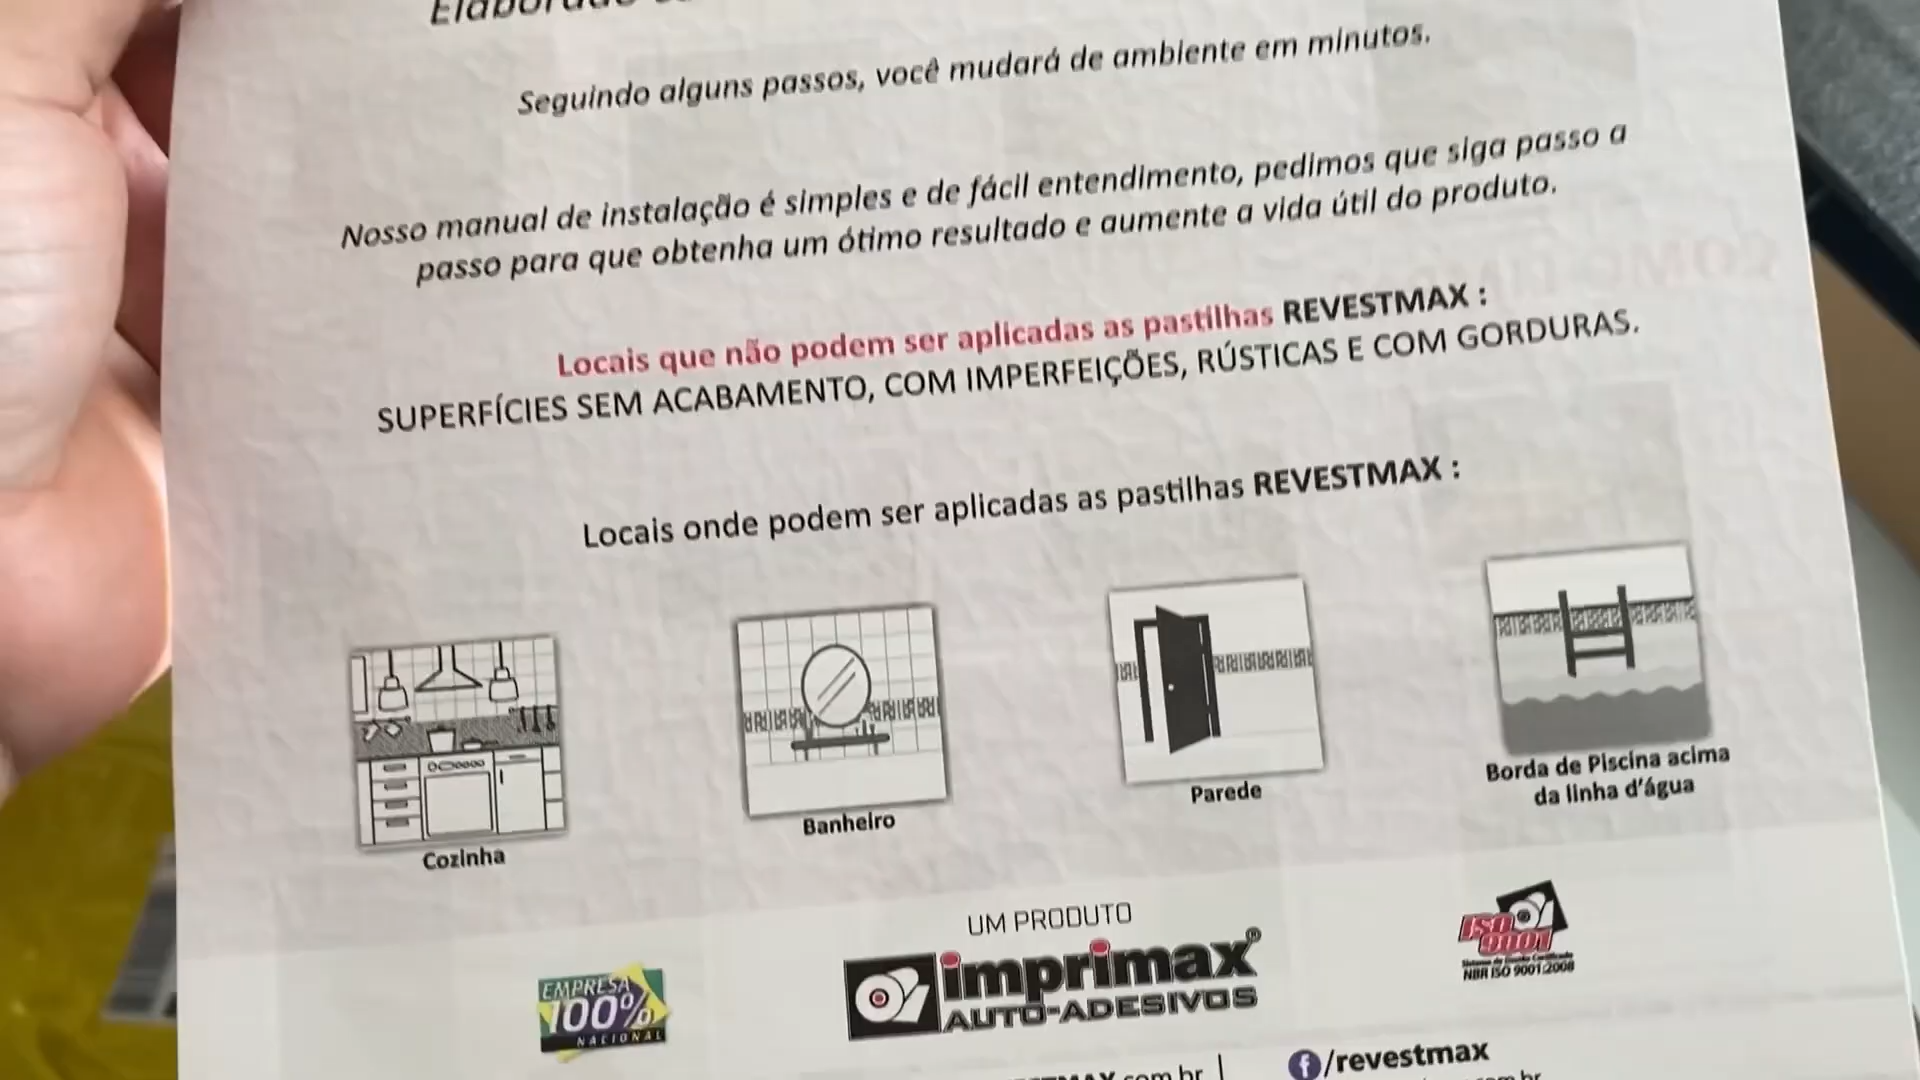 Seguindo alguns passos, você mudará de ambiente em minutos.
Nosso manual de instalação é simples e de fácil entendimento, pedimos que siga passo a
passo para que obtenha um ótimo resultado e aumente a vida útil do produto.
Locais que não podem ser aplicadas as pastilhas REVESTMAX :
SUPERFÍCIES SEM ACABAMENTO, COM IMPERFEIÇÕES, RÚSTICAS E COM GORDURAS.
Locais onde podem ser aplicadas as pastilhas REVESTMAX :
Cozinha
Banheiro
Parede
Borda de Piscina acima
da linha d'água
UM PRODUTO
imprimax®
AUTO-ADESIVOS
EMPRESA
100%
NACIONAL
ISO
9001
NBR ISO 9001:2008
/revestmax